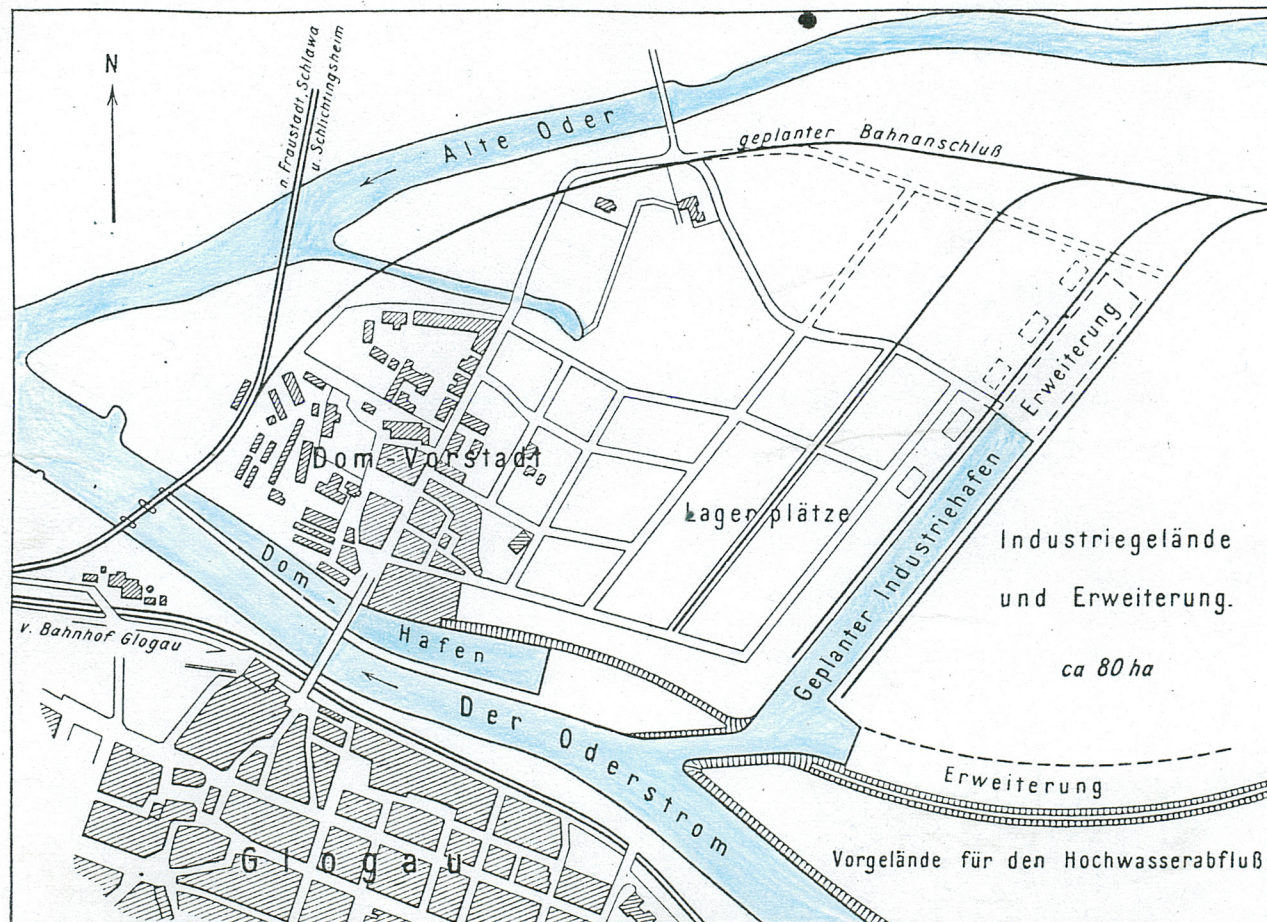 N
n. Fraustadt, Schlawa
u. Schlichtingsheim
Alte Oder
geplanter Bahnanschluß
Erweiterung
Dom Vorstadt
Lagerplätze
Geplanter Industriehafen
Industriegelände
und Erweiterung.
ca 80 ha
Dom-
Hafen
v. Bahnhof Glogau
Der Oderstrom
Erweiterung
Vorgelände für den Hochwasserabfluß
Glogau